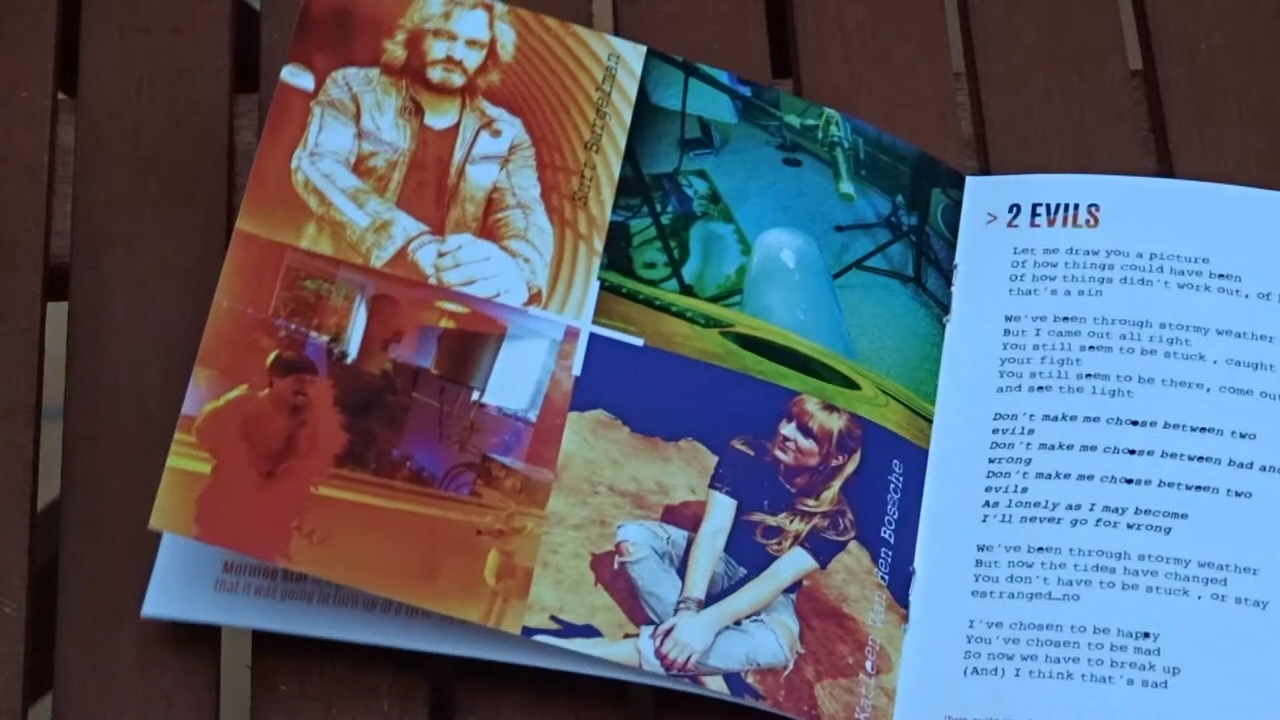 Kurt Burgelman
Katleen Van den Bossche
Morning Star
that it was going to turn up in a
> 2 EVILS
Let me draw you a picture
Of how things could have been
Of how things didn't work out, of
that's a sin
We've been through stormy weather
But I came out all right
You still seem to be stuck , caught
your fight
You still seem to be there, come out
and see the light
Don't make me choose between two
evils
Don't make me choose between bad and
wrong
Don't make me choose between two
evils
As lonely as I may become
I'll never go for wrong
We've been through stormy weather
But now the tides have changed
You don't have to be stuck , or stay
estranged…no
I've chosen to be happy
You've chosen to be mad
So now we have to break up
(And) I think that's sad